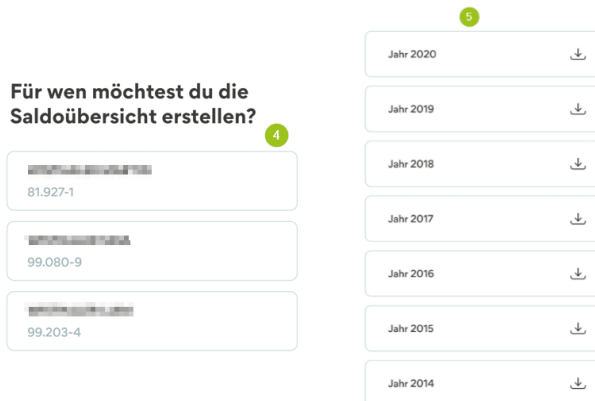 Für wen möchtest du die
Saldoübersicht erstellen?
4
81.927-1
99.080-9
99.203-4
5
Jahr 2020
Jahr 2019
Jahr 2018
Jahr 2017
Jahr 2016
Jahr 2015
Jahr 2014